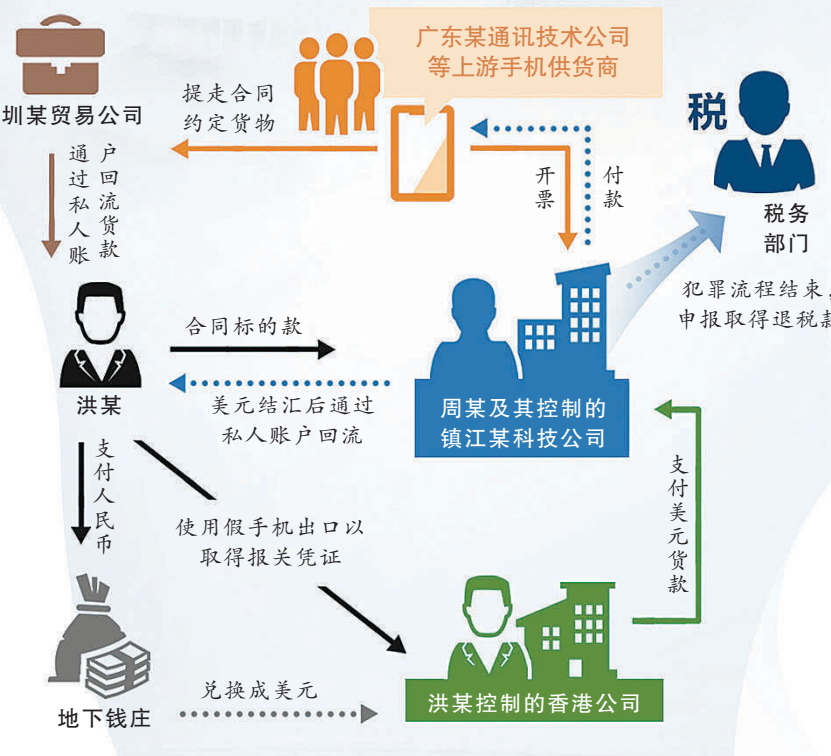 广东某通讯技术公司
等上游手机供货商
税
圳某贸易公司
提走合同
约定货物
通过私人账
户回流货款
开票
付款
税务
部门
犯罪流程结束，
申报取得退税款
合同标的款
洪某
美元结汇后通过
私人账户回流
周某及其控制的
镇江某科技公司
支付人民币
使用假手机出口以
取得报关凭证
支付美元货款
兑换成美元
地下钱庄
洪某控制的香港公司